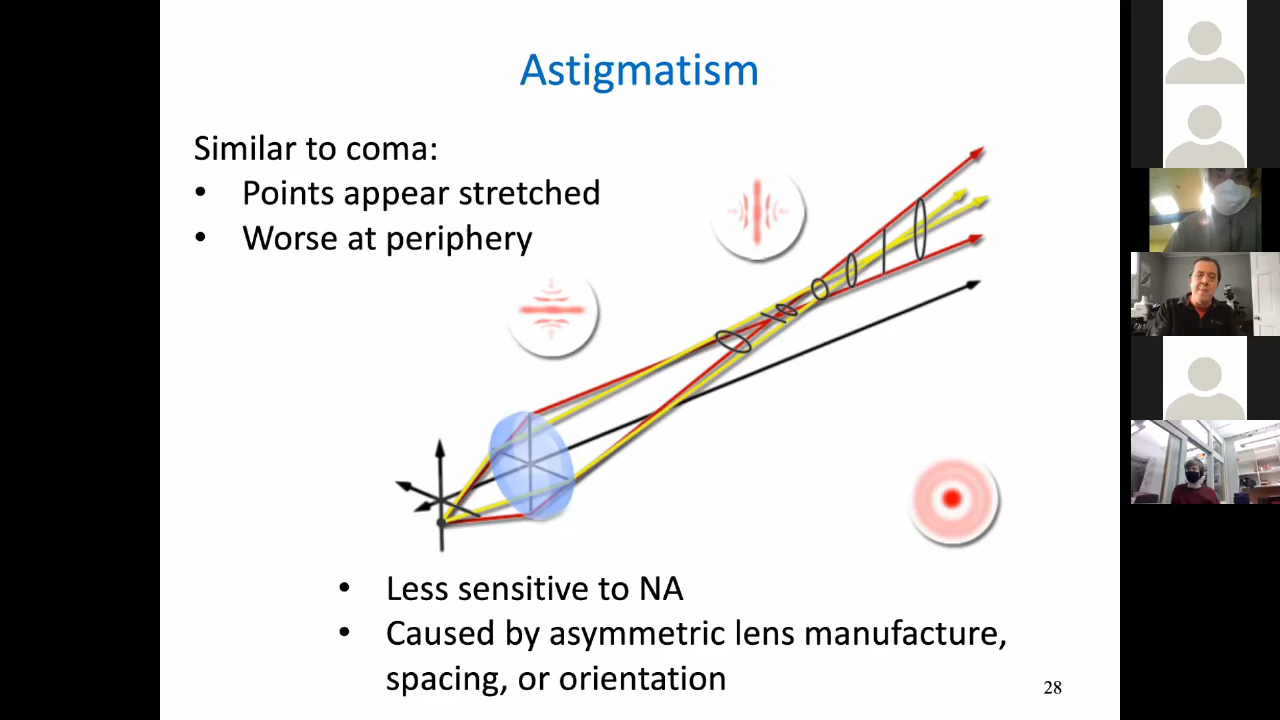 Astigmatism
Similar to coma:
• Points appear stretched
• Worse at periphery
• Less sensitive to NA
• Caused by asymmetric lens manufacture,
spacing, or orientation
28